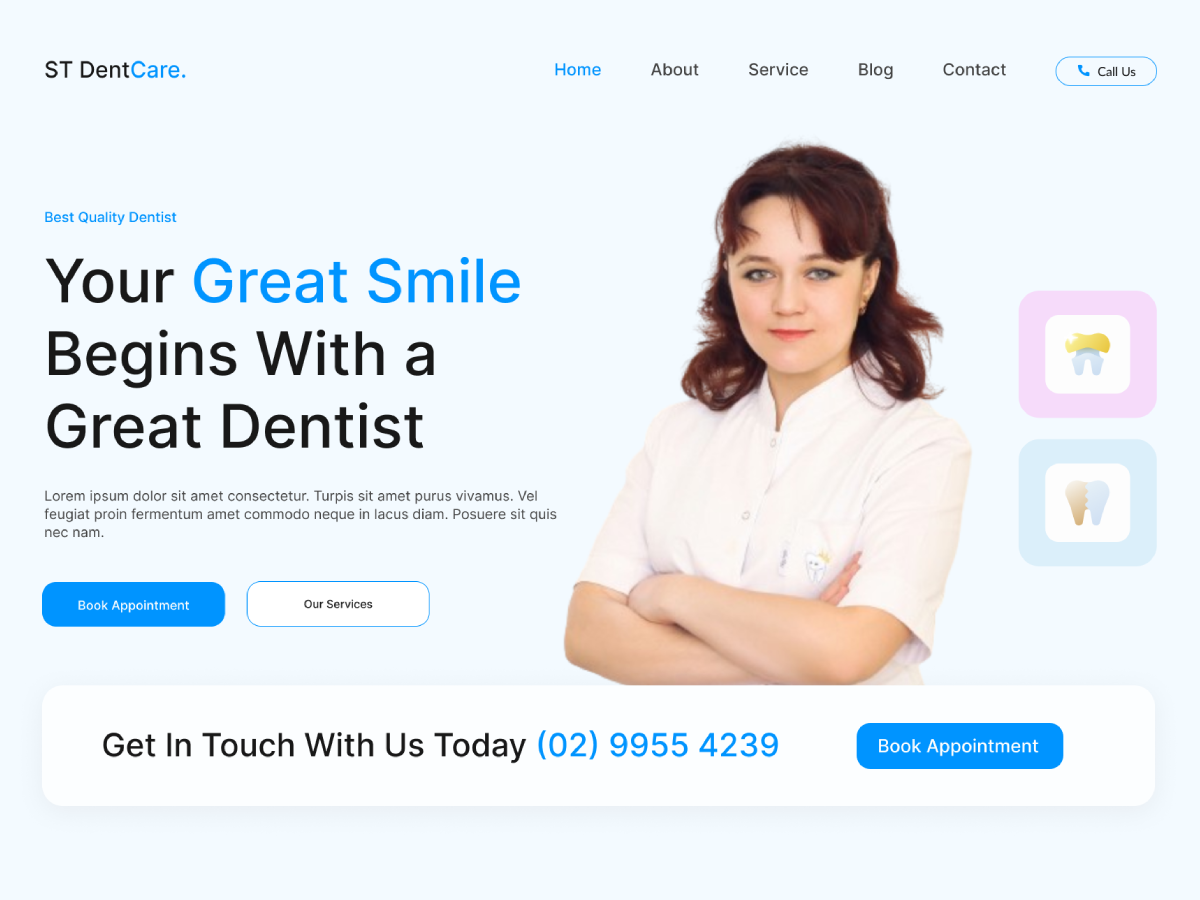 ST DentCare.
Home
About
Service
Blog
Contact
Call Us
Best Quality Dentist
Your Great Smile
Begins With a
Great Dentist
Lorem ipsum dolor sit amet consectetur. Turpis sit amet purus vivamus. Vel
feugiat proin fermentum amet commodo neque in lacus diam. Posuere sit quis
nec nam.
Book Appointment
Our Services
Get In Touch With Us Today (02) 9955 4239
Book Appointment